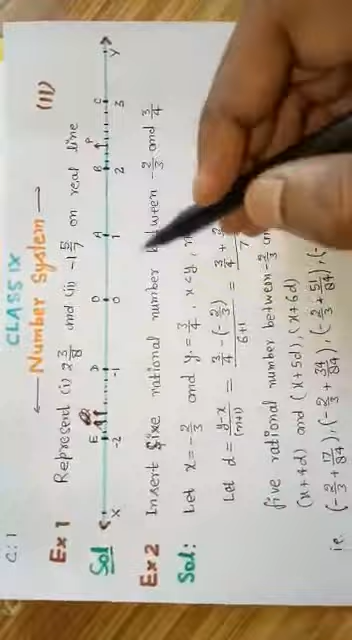 C: 1
CLASS IX
← Number System → (11)
Ex 1 Represent (i) 2 3/8 and (ii) -1 5/7 on real line
Sol
E D O A B P C
X -2 -1 0 1 2 3 Y
Ex 2 Insert five rational number between -2/3 and 3/4
Sol: Let x = -2/3 and y = 3/4. x < y,
Let d = (y-x)/(n+1) = (3/4 - (-2/3))/(6+1) = (3/4 +
7
five rational number between -2/3
(x+4d) and (x+5d), (x+6d)
ie. (-2/3 + 17/84), (-2/3 + 34/84), (-2/3 + 51/84), (-